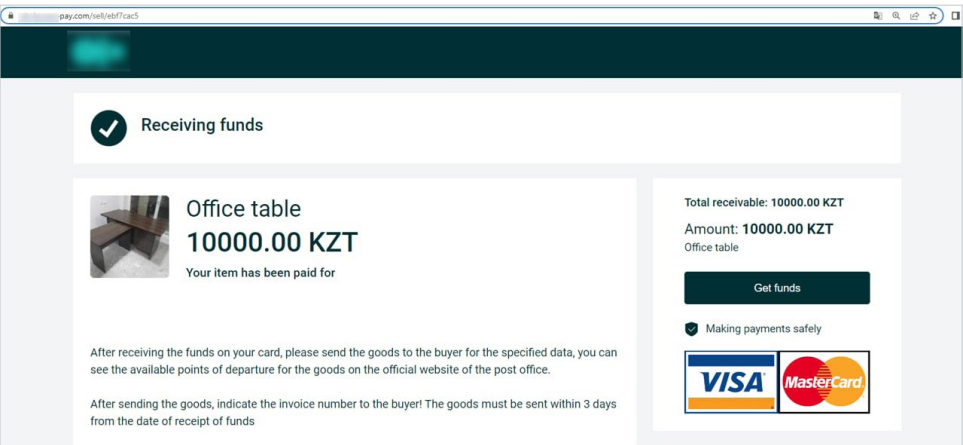 pay.com/sell/ebf7cac5
Receiving funds
Office table
10000.00 KZT
Your item has been paid for
After receiving the funds on your card, please send the goods to the buyer for the specified data, you can
see the available points of departure for the goods on the official website of the post office.
After sending the goods, indicate the invoice number to the buyer! The goods must be sent within 3 days
from the date of receipt of funds
Total receivable: 10000.00 KZT
Amount: 10000.00 KZT
Office table
Get funds
Making payments safely
VISA
MasterCard